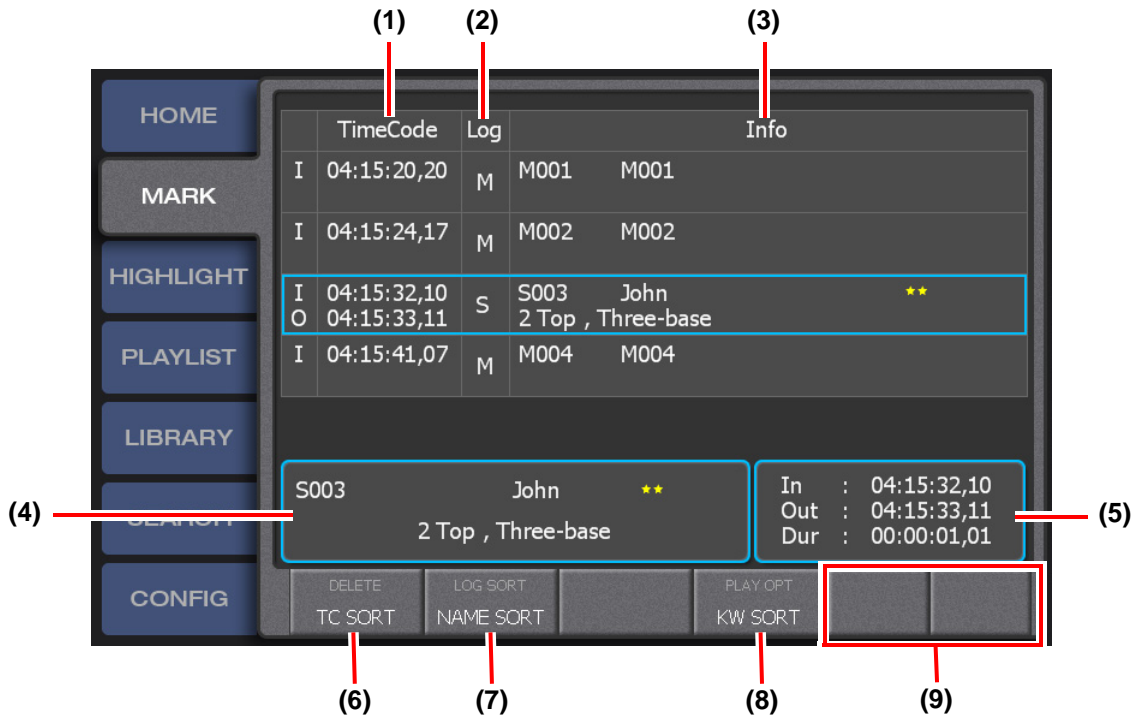 (1) (2) (3)
HOME
MARK
HIGHLIGHT
PLAYLIST
LIBRARY
SEARCH
CONFIG
TimeCode Log Info
I 04:15:20,20 M M001 M001
I 04:15:24,17 M M002 M002
I 04:15:32,10 S S003 John ★★
O 04:15:33,11 2 Top , Three-base
I 04:15:41,07 M M004 M004
S003 John ★★
2 Top , Three-base
In : 04:15:32,10
Out : 04:15:33,11
Dur : 00:00:01,01
(4) (5)
DELETE LOG SORT PLAY OPT
TC SORT NAME SORT KW SORT
(6) (7) (8) (9)